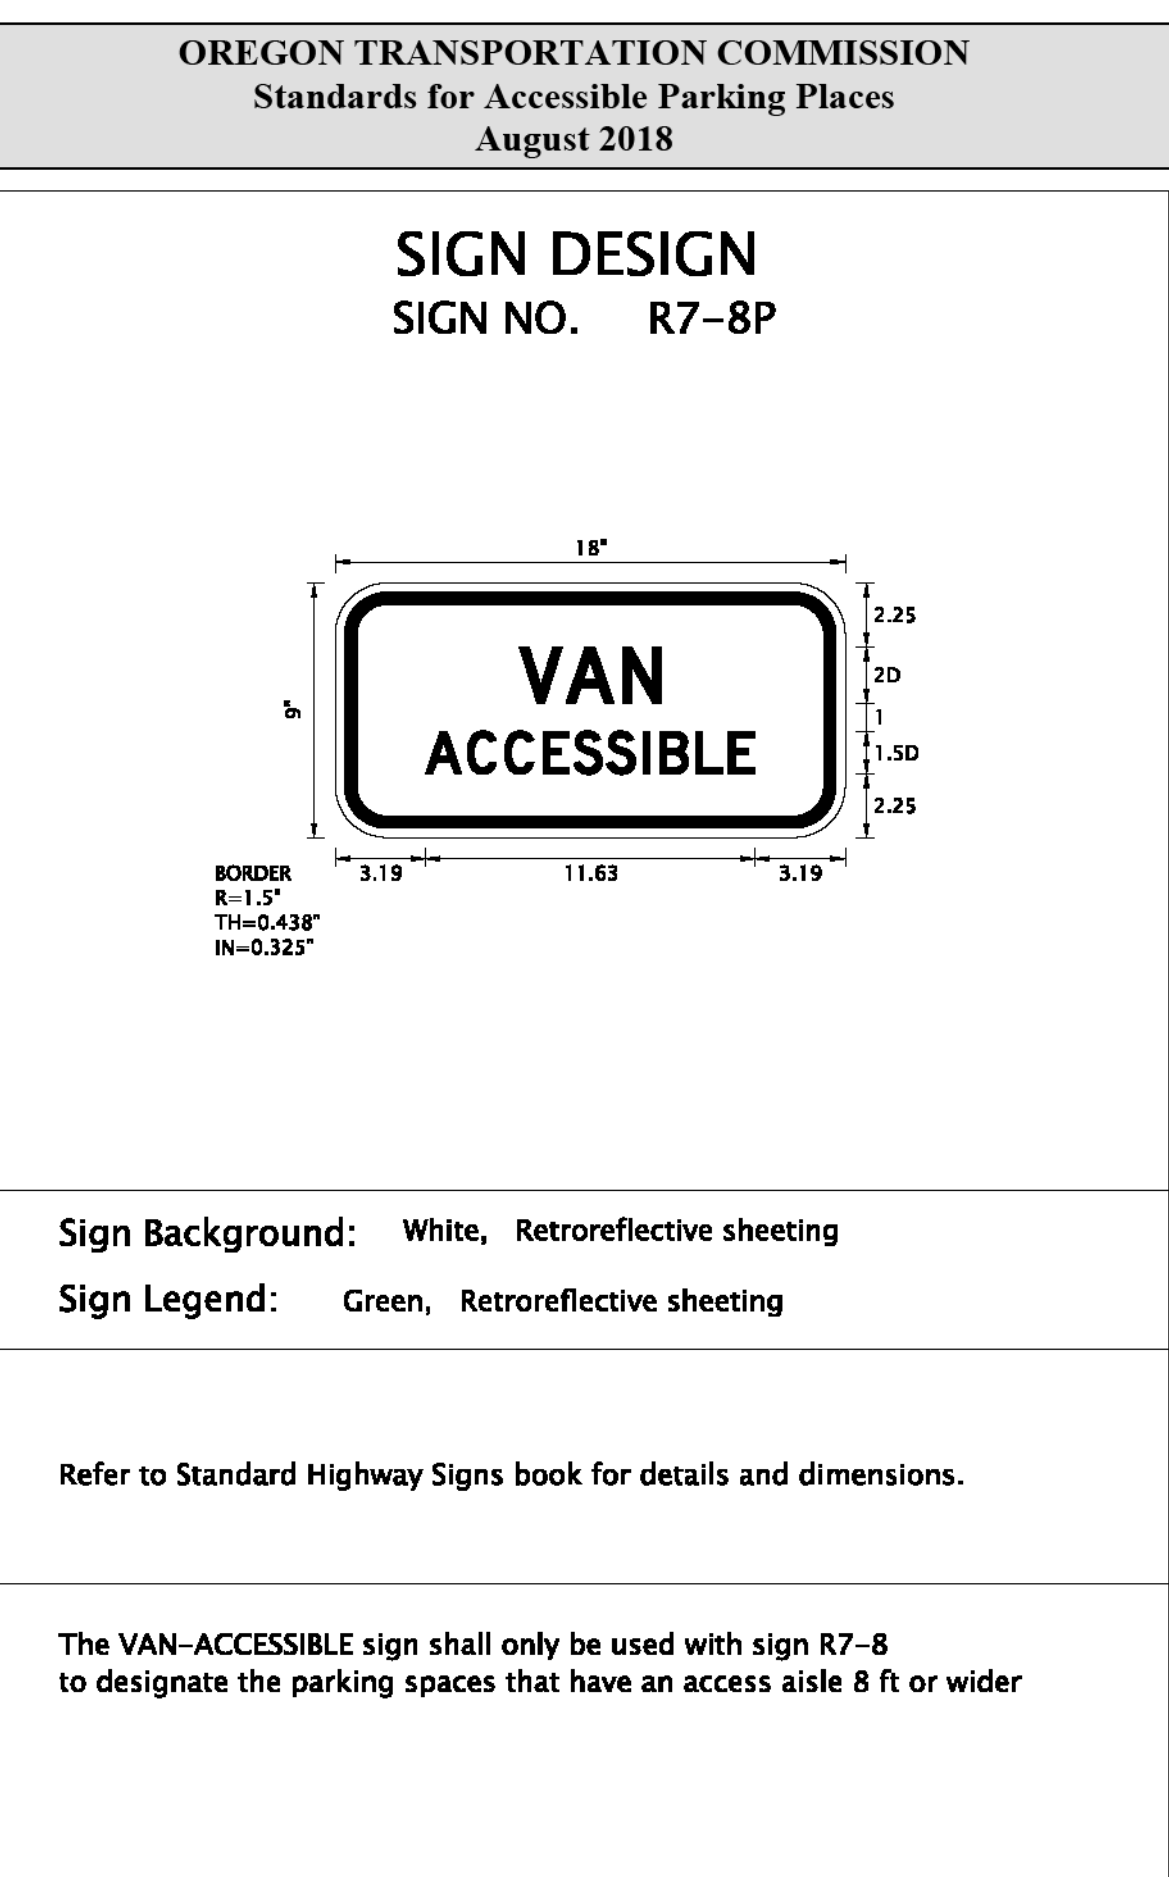 OREGON TRANSPORTATION COMMISSION
Standards for Accessible Parking Places
August 2018
SIGN DESIGN
SIGN NO. R7-8P
18"
9"
VAN
ACCESSIBLE
2.25
2D
1
1.5D
2.25
3.19 11.63 3.19
BORDER
R=1.5"
TH=0.438"
IN=0.325"
Sign Background: White, Retroreflective sheeting
Sign Legend: Green, Retroreflective sheeting
Refer to Standard Highway Signs book for details and dimensions.
The VAN-ACCESSIBLE sign shall only be used with sign R7-8
to designate the parking spaces that have an access aisle 8 ft or wider